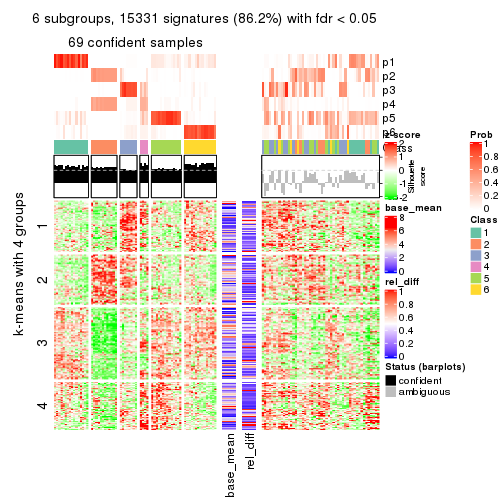 6 subgroups, 15331 signatures (86.2%) with fdr < 0.05
69 confident samples
p1
p2
p3
p4
p5
p6
Class
Silhouette
score
k-means with 4 groups
1
2
3
4
base_mean
rel_diff
z-score
2
1
0
-1
-2
base_mean
8
6
4
2
0
rel_diff
1
0.8
0.6
0.4
0.2
0
Status (barplots)
confident
ambiguous
Prob
1
0.8
0.6
0.4
0.2
0
Class
1
2
3
4
5
6